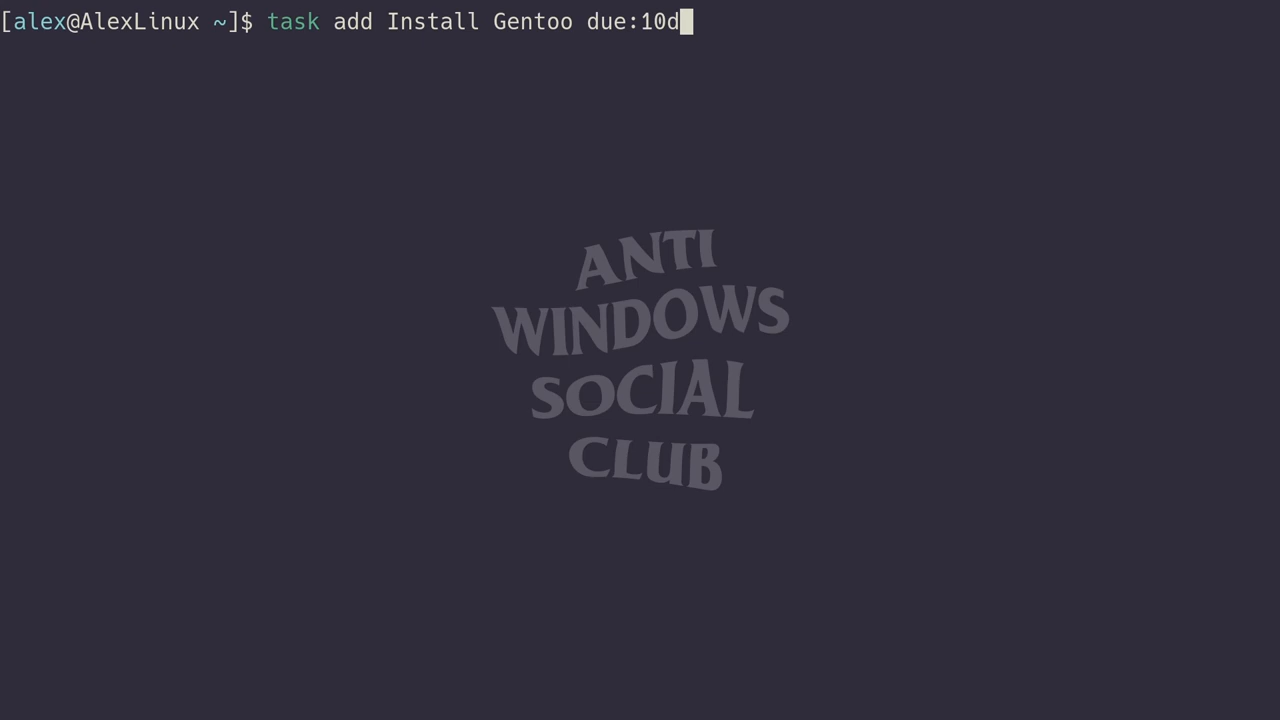 [alex@AlexLinux ~]$ task add Install Gentoo due:10d
ANTI
WINDOWS
SOCIAL
CLUB